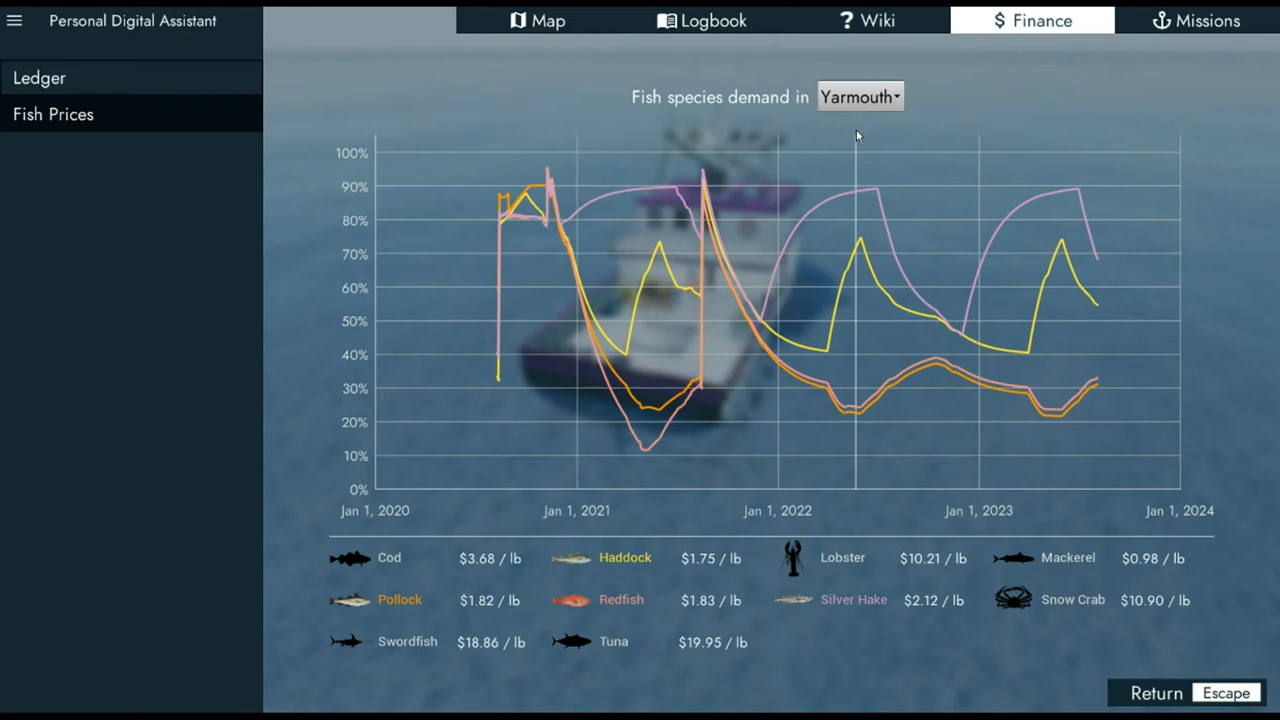 Personal Digital Assistant
Map
Logbook
? Wiki
$ Finance
Missions
Ledger
Fish Prices
Fish species demand in Yarmouth
100%
90%
80%
70%
60%
50%
40%
30%
20%
10%
0%
Jan 1, 2020 Jan 1, 2021 Jan 1, 2022 Jan 1, 2023 Jan 1, 2024
Cod $3.68 / lb Haddock $1.75 / lb Lobster $10.21 / lb Mackerel $0.98 / lb
Pollock $1.82 / lb Redfish $1.83 / lb Silver Hake $2.12 / lb Snow Crab $10.90 / lb
Swordfish $18.86 / lb Tuna $19.95 / lb
Return Escape